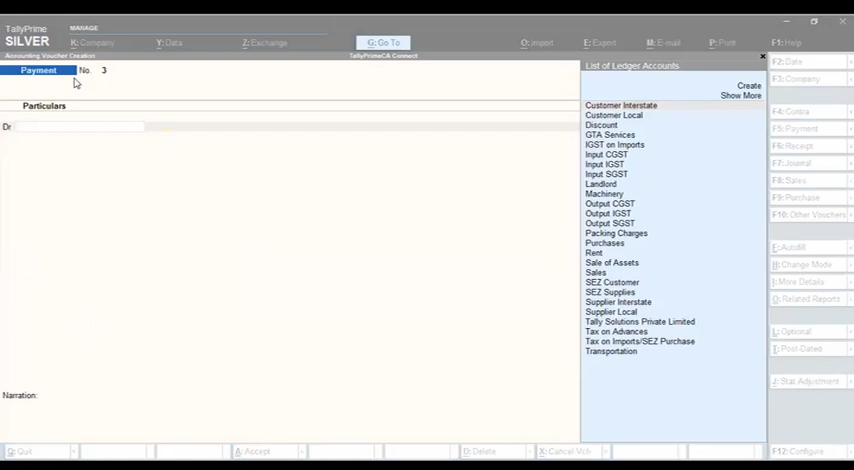 TallyPrime
MANAGE
SILVER
K: Company
Y: Data
Z: Exchange
G: Go To
O: Import
E: Export
M: E-mail
P: Print
F1: Help
Accounting Voucher Creation
TallyPrimeCA Connect
Payment No. 3
Particulars
Dr
Narration:
List of Ledger Accounts
Create
Show More
Customer Interstate
Customer Local
Discount
GTA Services
IGST on Imports
Input CGST
Input IGST
Input SGST
Landlord
Machinery
Output CGST
Output IGST
Output SGST
Packing Charges
Purchases
Rent
Sale of Assets
Sales
SEZ Customer
SEZ Supplies
Supplier Interstate
Supplier Local
Tally Solutions Private Limited
Tax on Advances
Tax on Imports/SEZ Purchase
Transportation
F2: Date
F3: Company
F4: Contra
F5: Payment
F6: Receipt
F7: Journal
F8: Sales
F9: Purchase
F10: Other Vouchers
E: Autofill
H: Change Mode
I: More Details
O: Related Reports
L: Optional
T: Post-Dated
J: Stat Adjustment
Q: Quit
A: Accept
D: Delete
X: Cancel Vch
F12: Configure